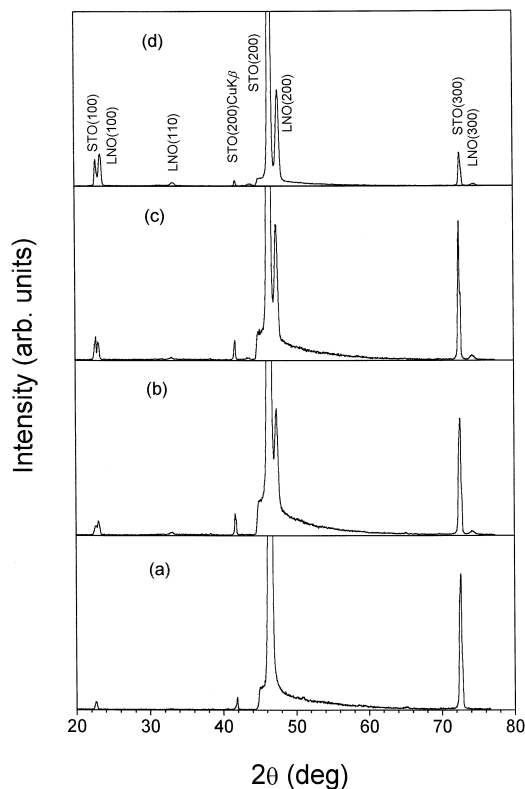 (d)
STO(100)
LNO(100)
LNO(110)
STO(200)CuKβ
STO(200)
LNO(200)
STO(300)
LNO(300)
(c)
(b)
(a)
Intensity (arb. units)
20 30 40 50 60 70 80
2θ (deg)